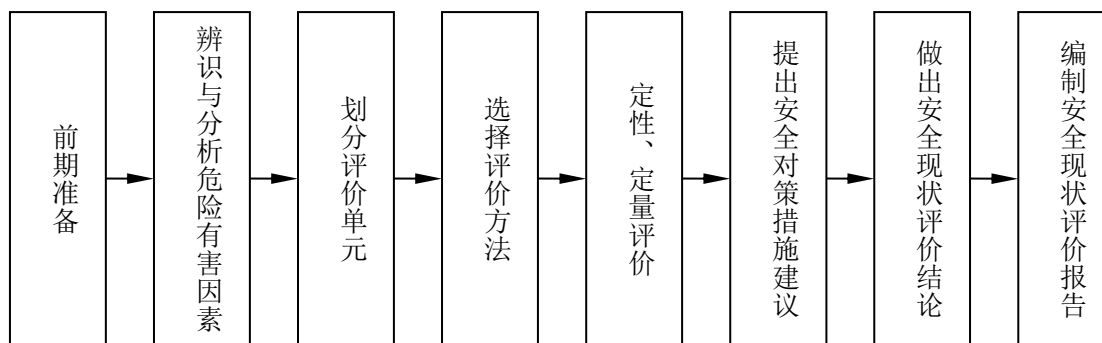 前期准备
辨识与分析危险有害因素
划分评价单元
选择评价方法
定性、定量评价
提出安全对策措施建议
做出安全现状评价结论
编制安全现状评价报告